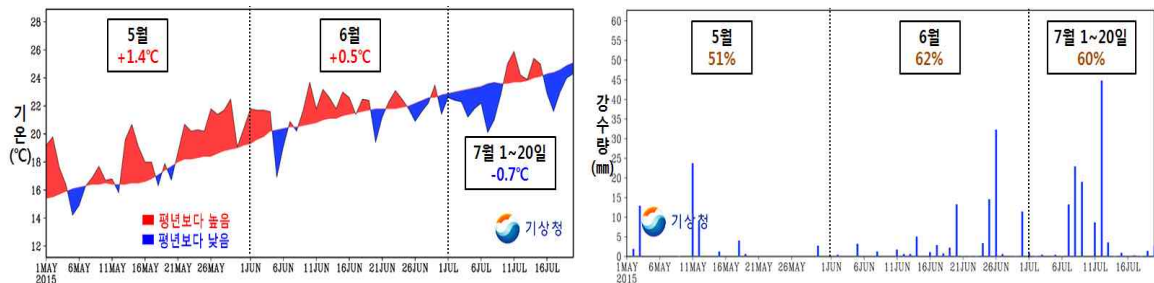 28
26
24
22
20
18
16
14
12
기온
(℃)
5월
+1.4℃
6월
+0.5℃
7월 1~20일
-0.7℃
평년보다 높음
평년보다 낮음
기상청
1MAY
2015
6MAY
11MAY
16MAY
21MAY
26MAY
1JUN
6JUN
11JUN
16JUN
21JUN
26JUN
1JUL
6JUL
11JUL
16JUL
60
55
50
45
40
35
30
25
20
15
10
5
0
강수량
(㎜)
5월
51%
6월
62%
7월 1~20일
60%
기상청
1MAY
2015
6MAY
11MAY
16MAY
21MAY
26MAY
1JUN
6JUN
11JUN
16JUN
21JUN
26JUN
1JUL
6JUL
11JUL
16JUL